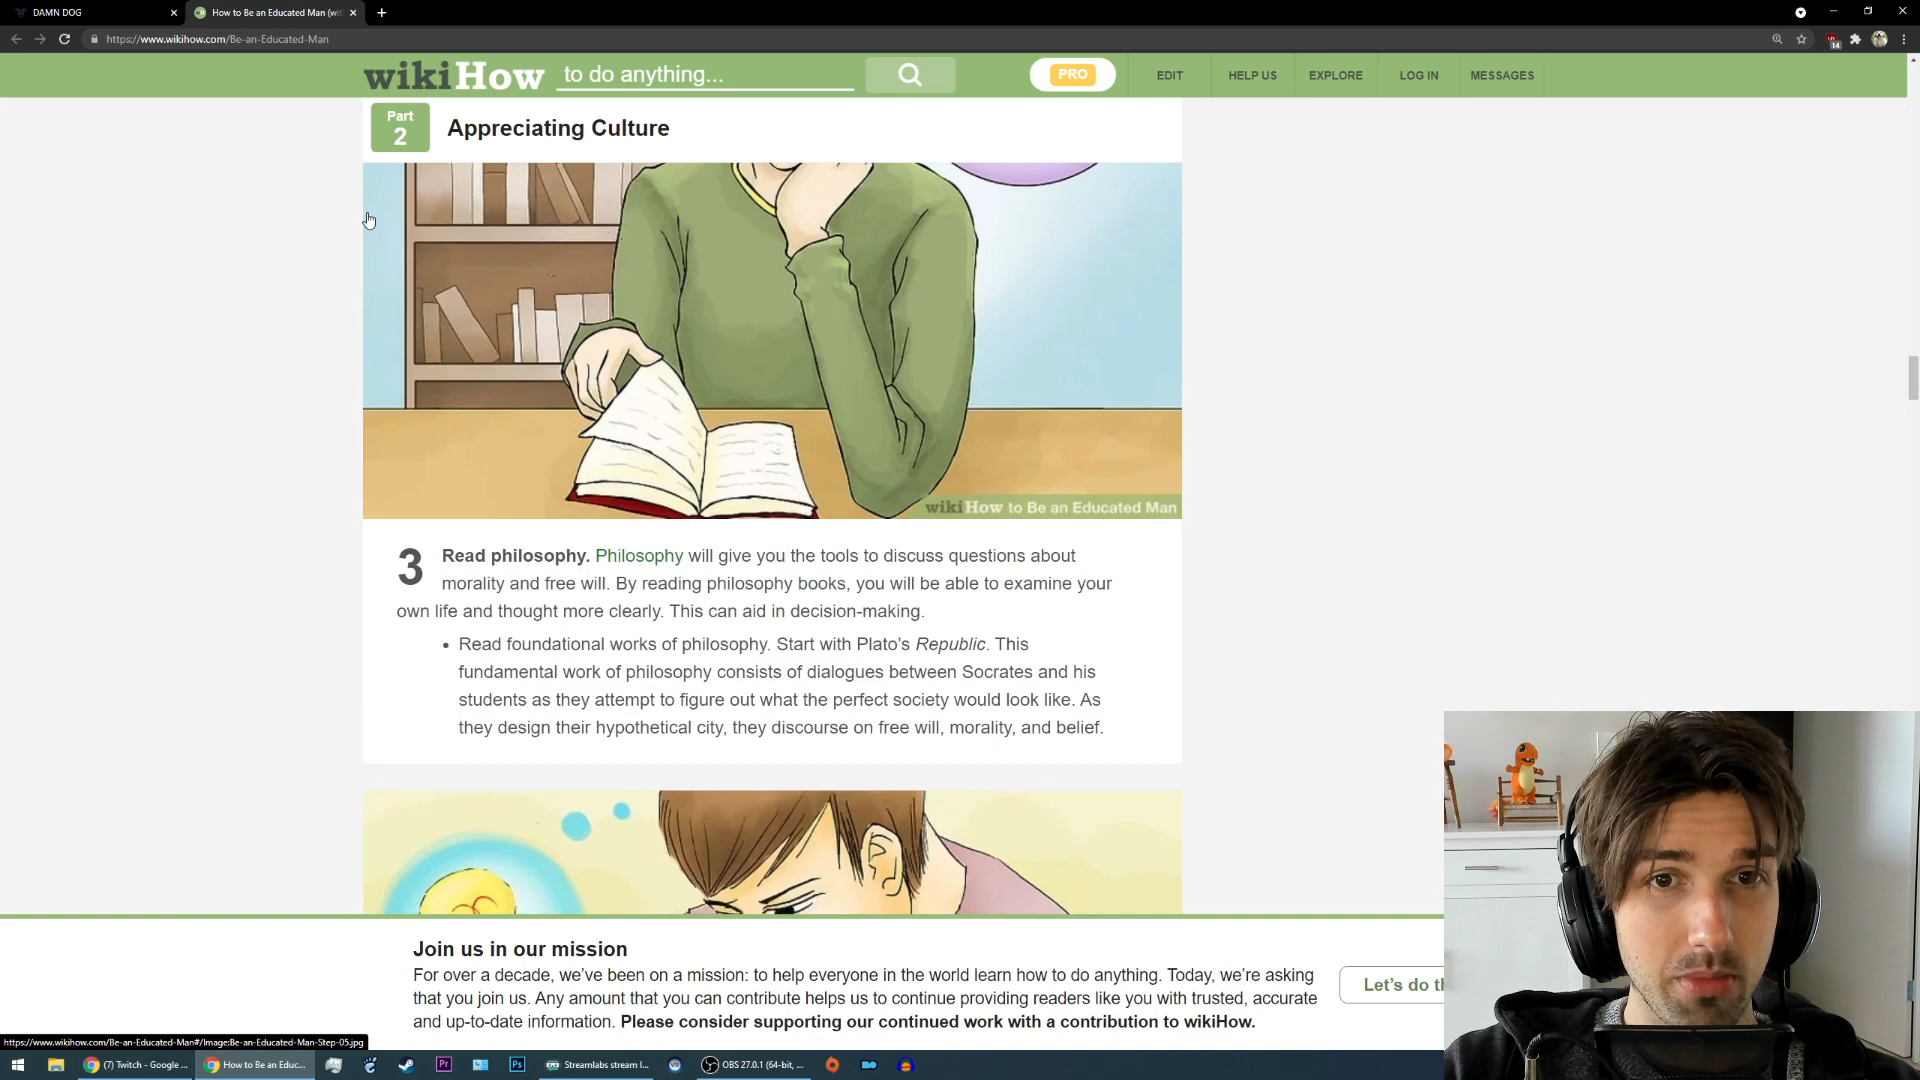 DAMN DOG
How to Be an Educated Man (wit
https://www.wikihow.com/Be-an-Educated-Man
14
wikiHow
to do anything...
PRO
EDIT
HELP US
EXPLORE
LOG IN
MESSAGES
Part
2
Appreciating Culture
wikiHow to Be an Educated Man
3
Read philosophy. Philosophy will give you the tools to discuss questions about
morality and free will. By reading philosophy books, you will be able to examine your
own life and thought more clearly. This can aid in decision-making.
• Read foundational works of philosophy. Start with Plato's Republic. This
fundamental work of philosophy consists of dialogues between Socrates and his
students as they attempt to figure out what the perfect society would look like. As
they design their hypothetical city, they discourse on free will, morality, and belief.
Join us in our mission
For over a decade, we've been on a mission: to help everyone in the world learn how to do anything. Today, we're asking
that you join us. Any amount that you can contribute helps us to continue providing readers like you with trusted, accurate
and up-to-date information. Please consider supporting our continued work with a contribution to wikiHow.
Let's do t
https://www.wikihow.com/Be-an-Educated-Man#/Image:Be-an-Educated-Man-Step-05.jpg
(7) Twitch - Google ...
How to Be an Educ...
Pr
Ps
Streamlabs stream l...
OBS 27.0.1 (64-bit, ...